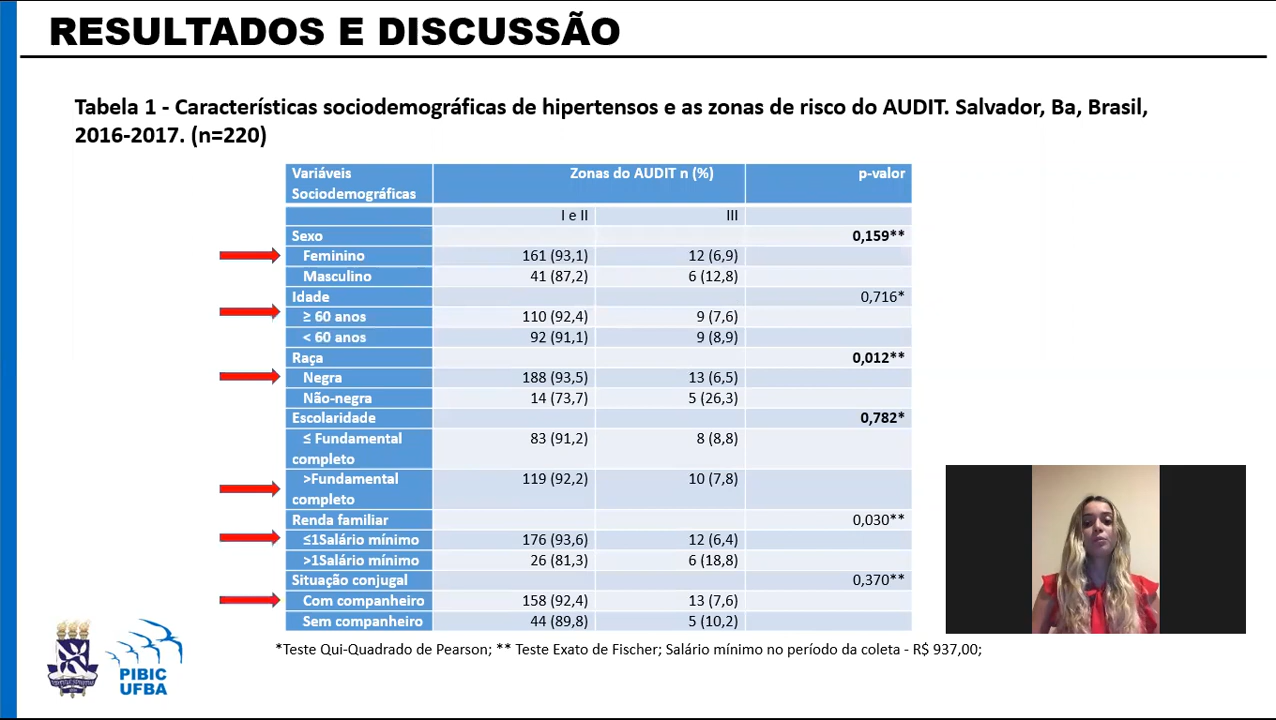 RESULTADOS E DISCUSSÃO
Tabela 1 - Características sociodemográficas de hipertensos e as zonas de risco do AUDIT. Salvador, Ba, Brasil,
2016-2017. (n=220)
Variáveis Zonas do AUDIT n (%) p-valor
Sociodemográficas
I e II III
Sexo 0,159**
Feminino 161 (93,1) 12 (6,9)
Masculino 41 (87,2) 6 (12,8)
Idade 0,716*
≥ 60 anos 110 (92,4) 9 (7,6)
< 60 anos 92 (91,1) 9 (8,9)
Raça 0,012**
Negra 188 (93,5) 13 (6,5)
Não-negra 14 (73,7) 5 (26,3)
Escolaridade 0,782*
≤ Fundamental 83 (91,2) 8 (8,8)
completo
>Fundamental 119 (92,2) 10 (7,8)
completo
Renda familiar 0,030**
≤1Salário mínimo 176 (93,6) 12 (6,4)
>1Salário mínimo 26 (81,3) 6 (18,8)
Situação conjugal 0,370**
Com companheiro 158 (92,4) 13 (7,6)
Sem companheiro 44 (89,8) 5 (10,2)
*Teste Qui-Quadrado de Pearson; ** Teste Exato de Fischer; Salário mínimo no período da coleta - R$ 937,00;
PIBIC
UFBA